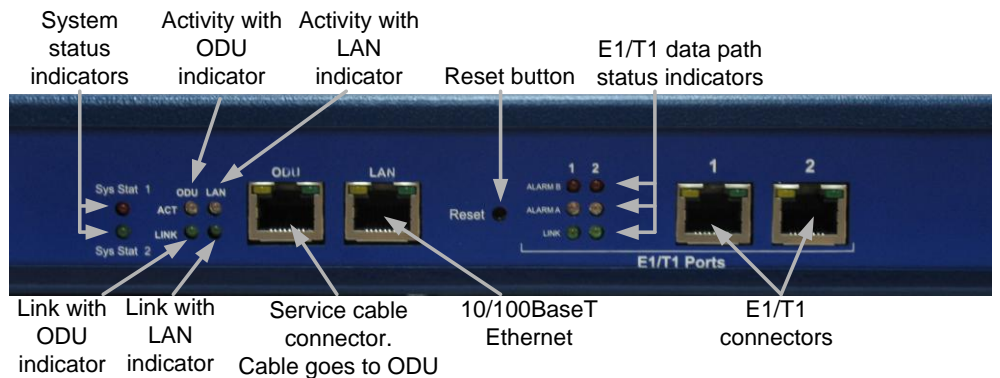 System
status
indicators
Activity with
ODU
indicator
Activity with
LAN
indicator
Reset button
E1/T1 data path
status indicators
Sys Stat 1
ODU LAN
ACT
LINK
Sys Stat 2
ODU
LAN
Reset
1 2
ALARM B
ALARM A
LINK
1
2
E1/T1 Ports
Link with
ODU
indicator
Link with
LAN
indicator
Service cable
connector.
Cable goes to ODU
10/100BaseT
Ethernet
E1/T1
connectors